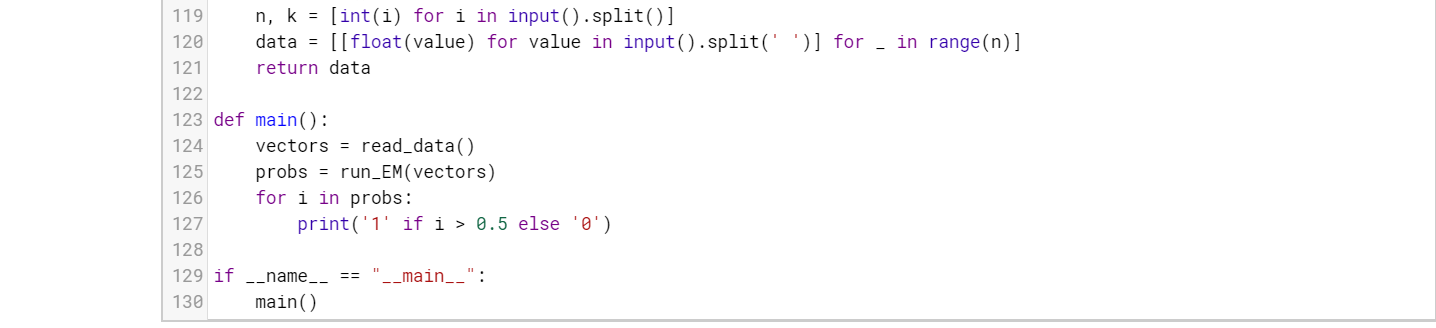 119     n, k = [int(i) for i in input().split()]
120     data = [[float(value) for value in input().split(' ')] for _ in range(n)]
121     return data
122
123 def main():
124     vectors = read_data()
125     probs = run_EM(vectors)
126     for i in probs:
127         print('1' if i > 0.5 else '0')
128
129 if __name__ == "__main__":
130     main()